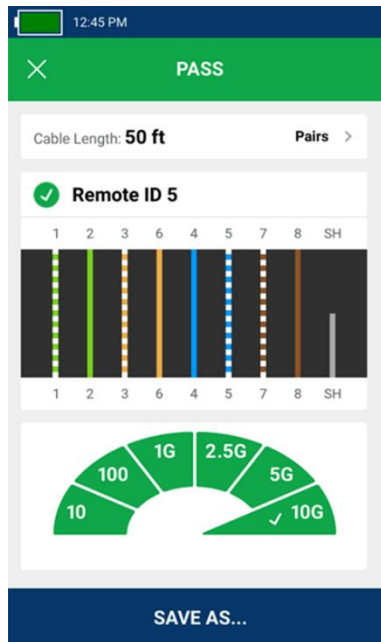 12:45 PM
PASS
Cable Length: 50 ft Pairs >
Remote ID 5
1 2 3 6 4 5 7 8 SH
1 2 3 6 4 5 7 8 SH
10 100 1G 2.5G 5G 10G
SAVE AS...